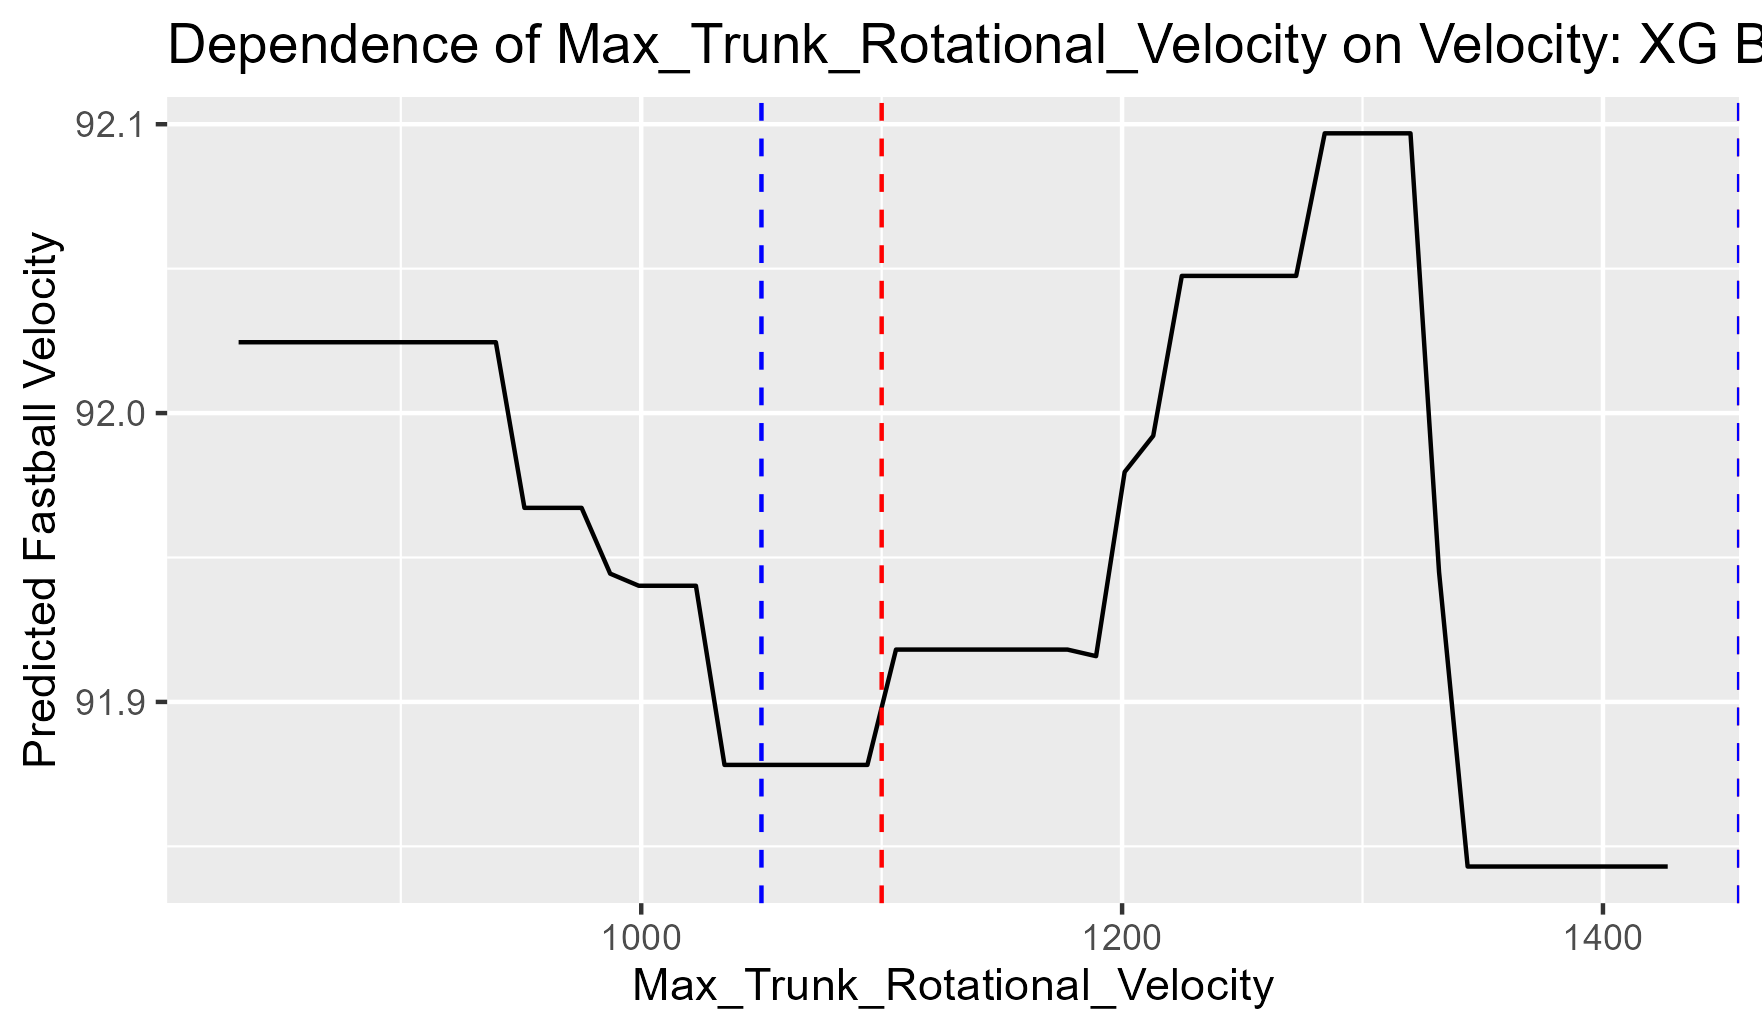 Dependence of Max_Trunk_Rotational_Velocity on Velocity: XG B
92.1
92.0
91.9
Predicted Fastball Velocity
1000 1200 1400
Max_Trunk_Rotational_Velocity